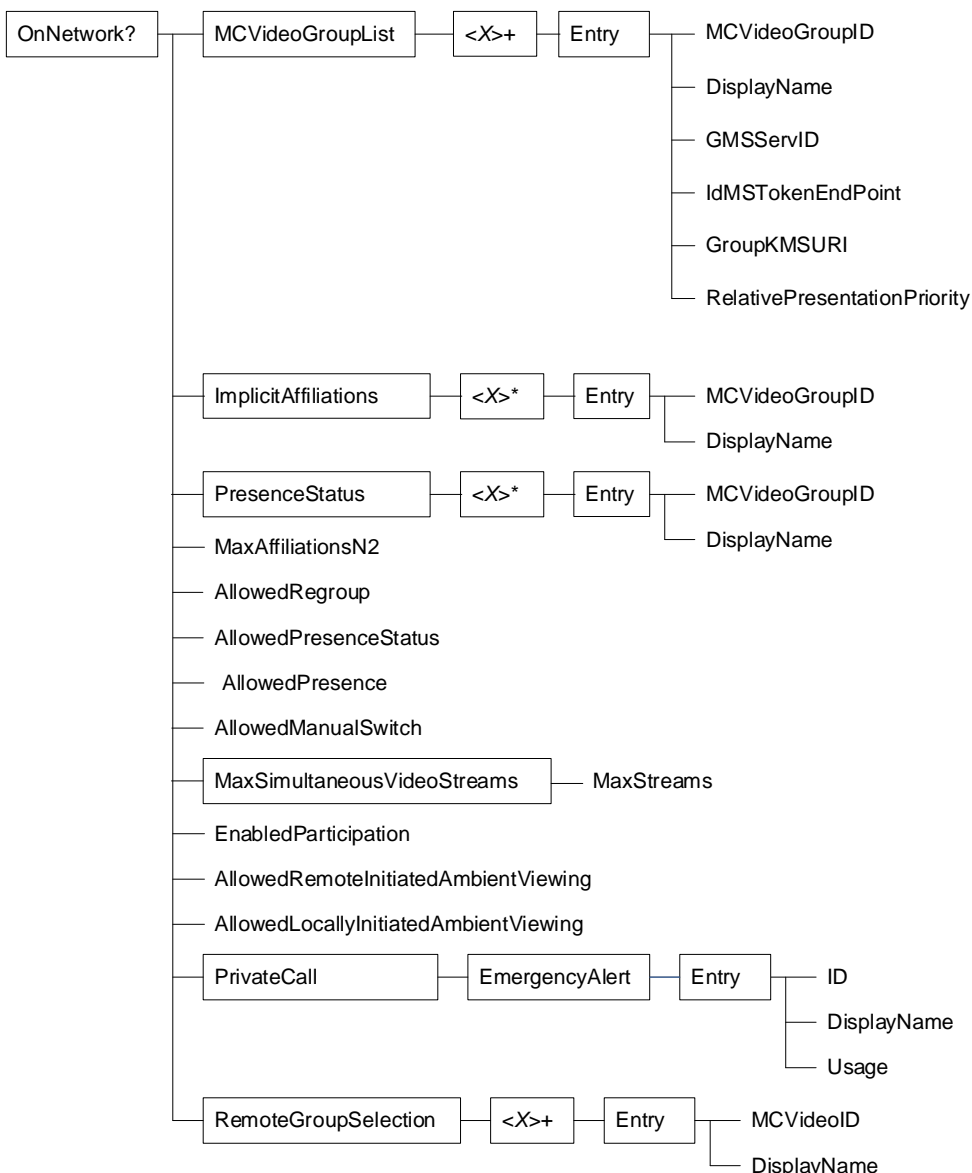 OnNetwork? MCVideoGroupList <X>+ Entry MCVideoGroupID
DisplayName
GMSServID
IdMSTokenEndPoint
GroupKMSURI
RelativePresentationPriority
ImplicitAffiliations <X>* Entry MCVideoGroupID
DisplayName
PresenceStatus <X>* Entry MCVideoGroupID
DisplayName
MaxAffiliationsN2
AllowedRegroup
AllowedPresenceStatus
AllowedPresence
AllowedManualSwitch
MaxSimultaneousVideoStreams MaxStreams
EnabledParticipation
AllowedRemoteInitiatedAmbientViewing
AllowedLocallyInitiatedAmbientViewing
PrivateCall EmergencyAlert Entry ID
DisplayName
Usage
RemoteGroupSelection <X>+ Entry MCVideoID
DisplayName